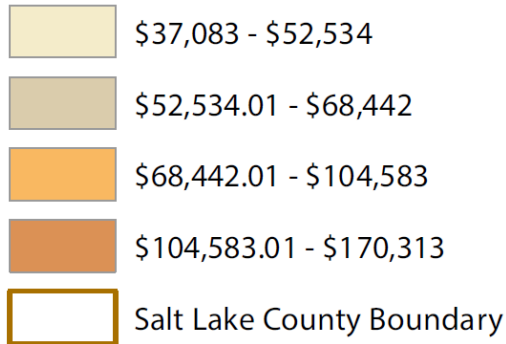 $37,083 - $52,534
$52,534.01 - $68,442
$68,442.01 - $104,583
$104,583.01 - $170,313
Salt Lake County Boundary